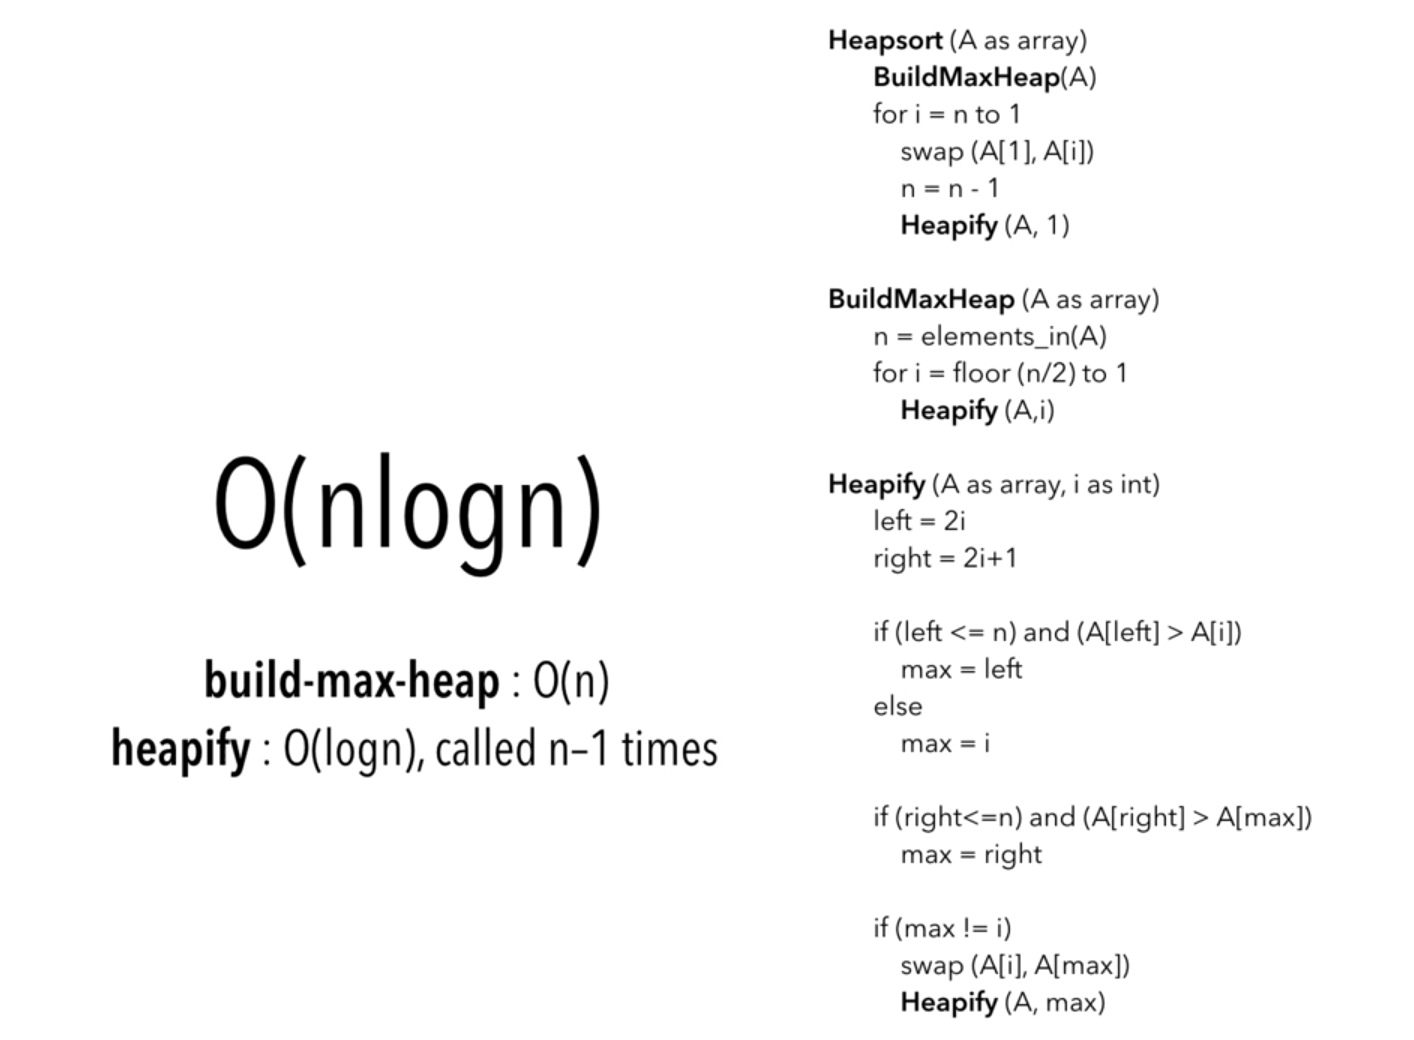 O(nlogn)
build-max-heap : O(n)
heapify : O(logn), called n–1 times
Heapsort (A as array)
BuildMaxHeap(A)
for i = n to 1
swap (A[1], A[i])
n = n - 1
Heapify (A, 1)
BuildMaxHeap (A as array)
n = elements_in(A)
for i = floor (n/2) to 1
Heapify (A,i)
Heapify (A as array, i as int)
left = 2i
right = 2i+1
if (left <= n) and (A[left] > A[i])
max = left
else
max = i
if (right<=n) and (A[right] > A[max])
max = right
if (max != i)
swap (A[i], A[max])
Heapify (A, max)